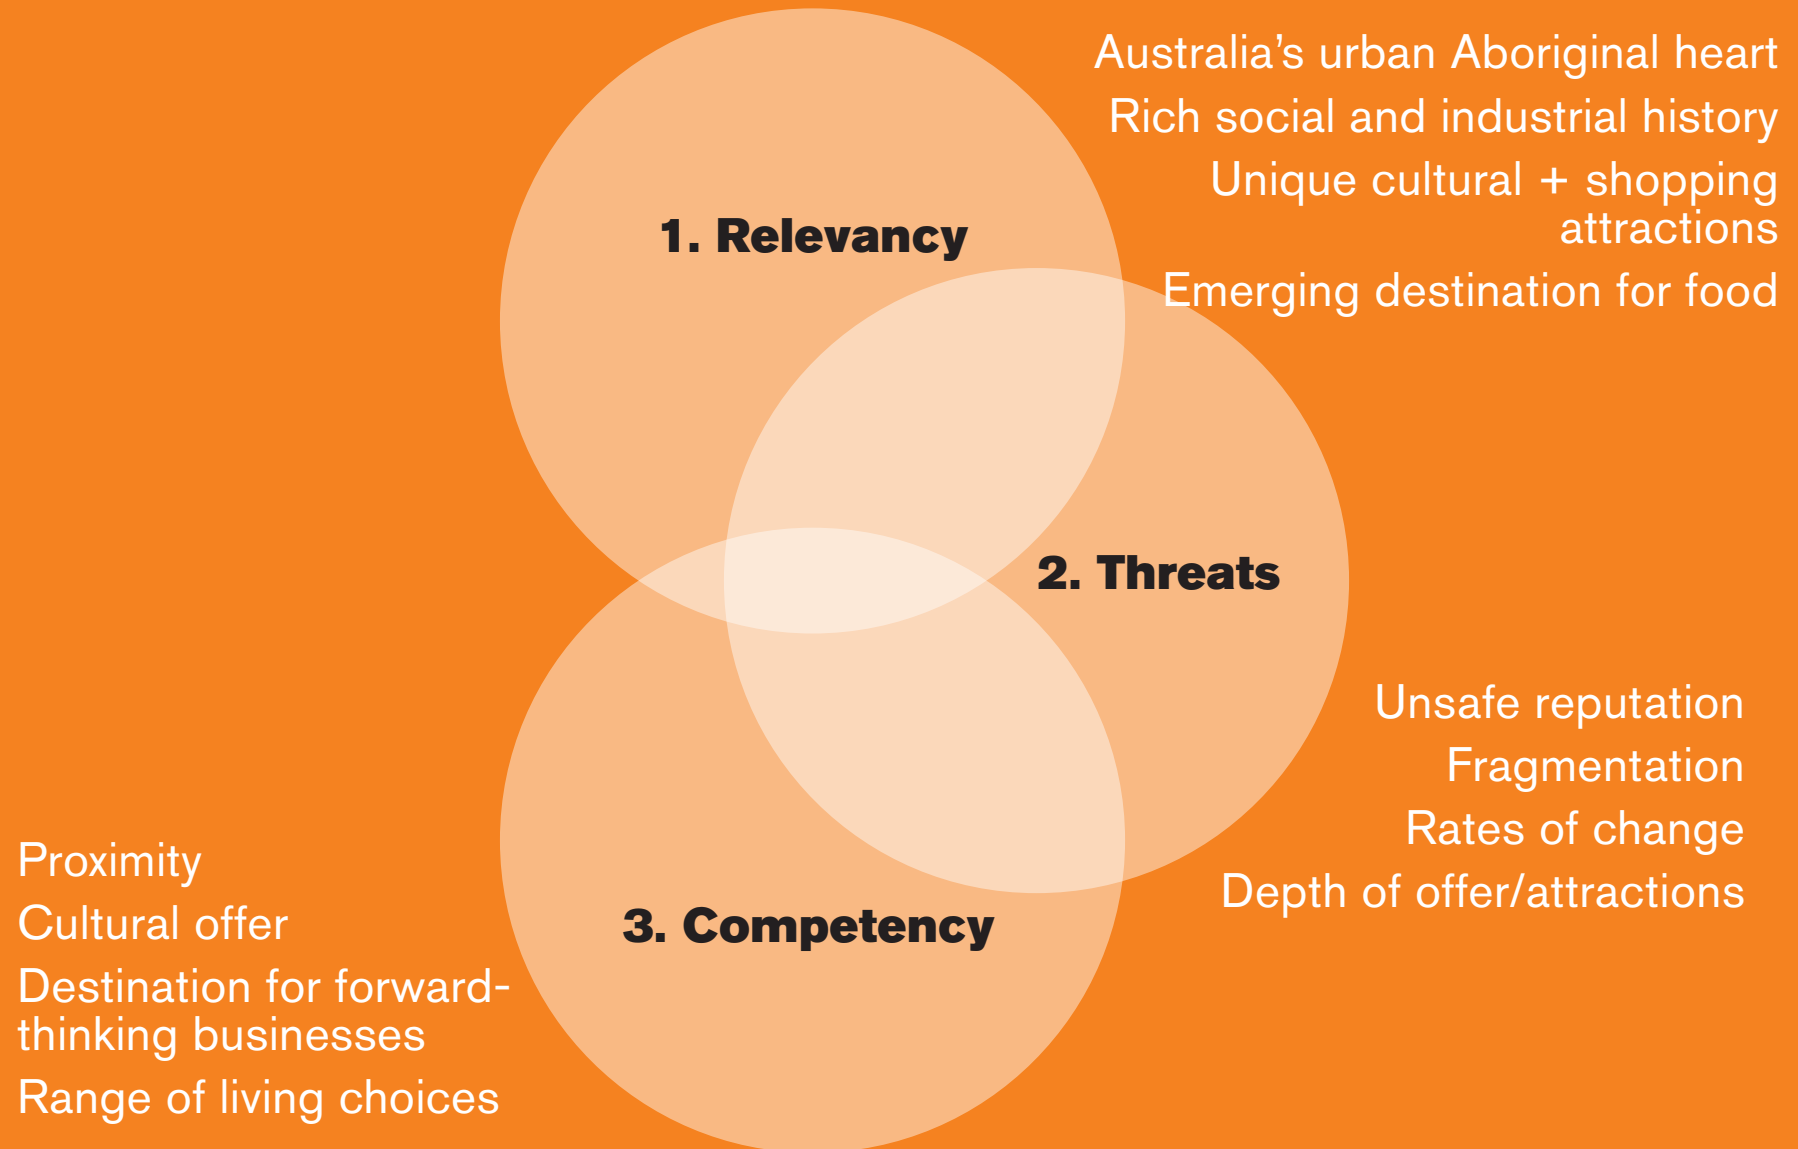 1. Relevancy
Australia’s urban Aboriginal heart
Rich social and industrial history
Unique cultural + shopping
attractions
Emerging destination for food
2. Threats
Unsafe reputation
Fragmentation
Rates of change
Depth of offer/attractions
3. Competency
Proximity
Cultural offer
Destination for forward-
thinking businesses
Range of living choices